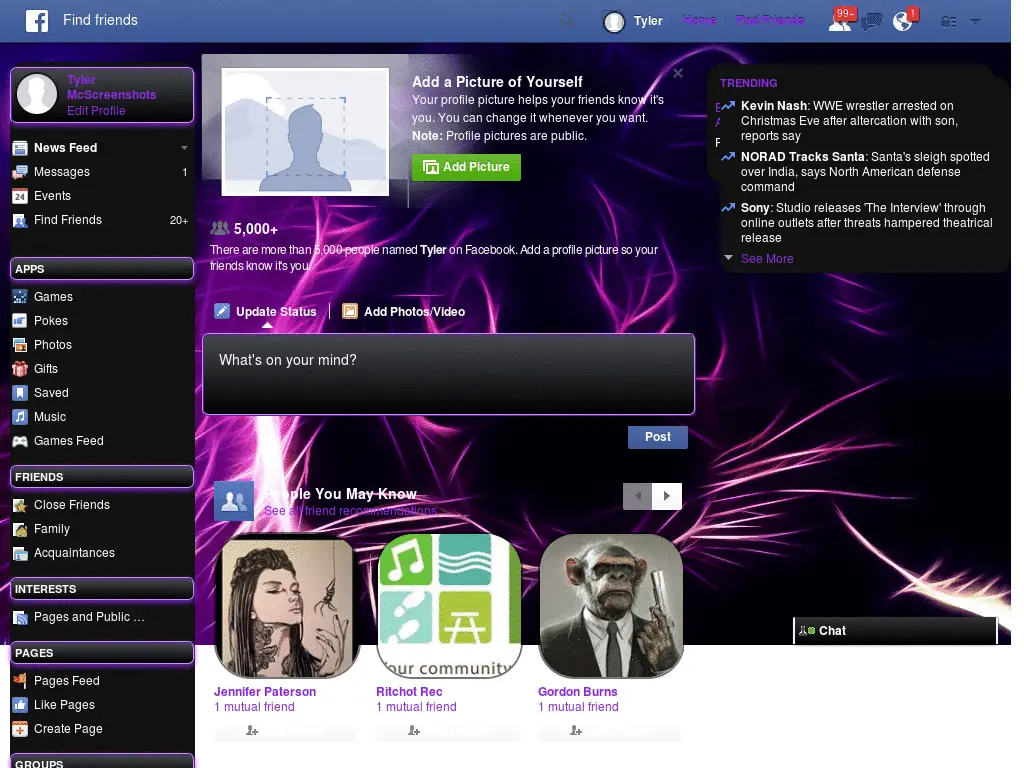 f
Find friends
Tyler
Home
Find Friends
99+
1
Tyler
McScreenshots
Edit Profile
News Feed
Messages 1
24 Events
Find Friends 20+
APPS
Games
Pokes
Photos
Gifts
Saved
Music
Games Feed
FRIENDS
Close Friends
Family
Acquaintances
INTERESTS
Pages and Public ...
PAGES
Pages Feed
Like Pages
Create Page
GROUPS
Add a Picture of Yourself
Your profile picture helps your friends know it's
you. You can change it whenever you want.
Note: Profile pictures are public.
Add Picture
5,000+
There are more than 5,000 people named Tyler on Facebook. Add a profile picture so your
friends know it's you.
Update Status
Add Photos/Video
What's on your mind?
Post
People You May Know
See all friend recommendations
your community
Jennifer Paterson
1 mutual friend
Ritchot Rec
1 mutual friend
Gordon Burns
1 mutual friend
TRENDING
Kevin Nash: WWE wrestler arrested on
Christmas Eve after altercation with son,
reports say
NORAD Tracks Santa: Santa's sleigh spotted
over India, says North American defense
command
Sony: Studio releases 'The Interview' through
online outlets after threats hampered theatrical
release
See More
Chat